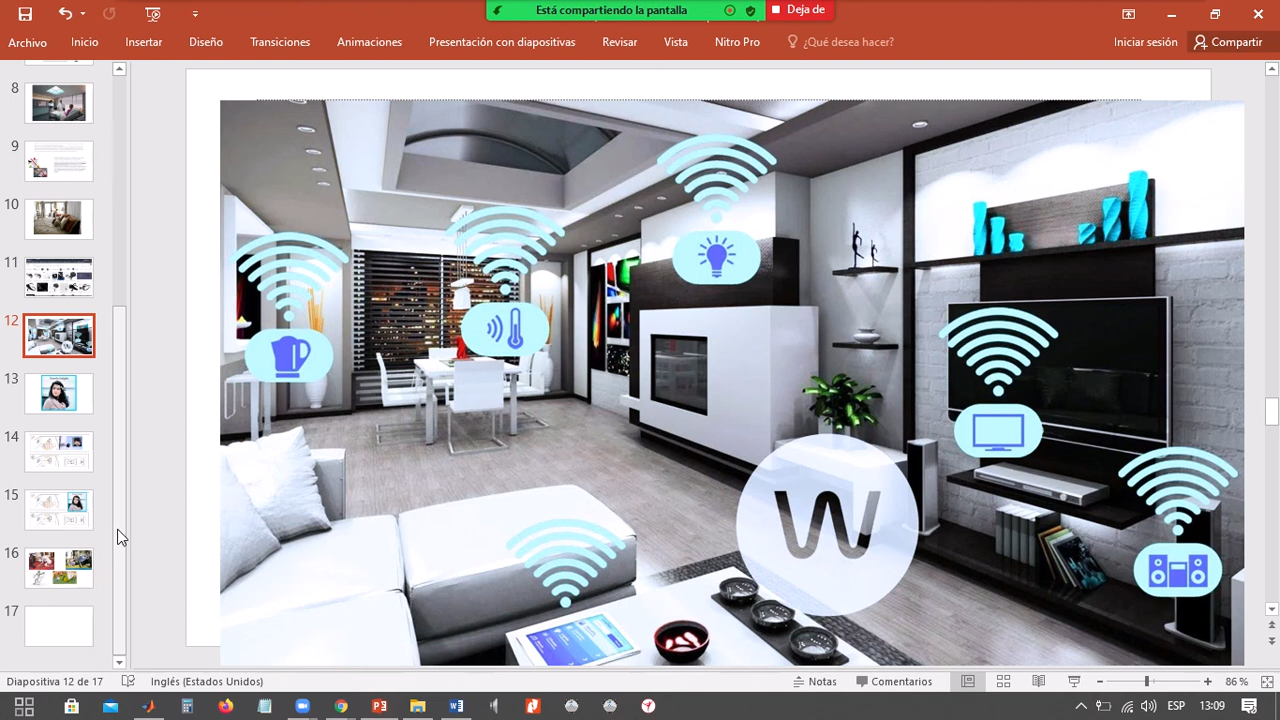 Está compartiendo la pantalla
Deja de
Archivo
Inicio
Insertar
Diseño
Transiciones
Animaciones
Presentación con diapositivas
Revisar
Vista
Nitro Pro
¿Qué desea hacer?
Iniciar sesión
Compartir
8
9
10
11
12
13
14
15
16
17
W
Diapositiva 12 de 17
Inglés (Estados Unidos)
Notas
Comentarios
86 %
ESP
13:09